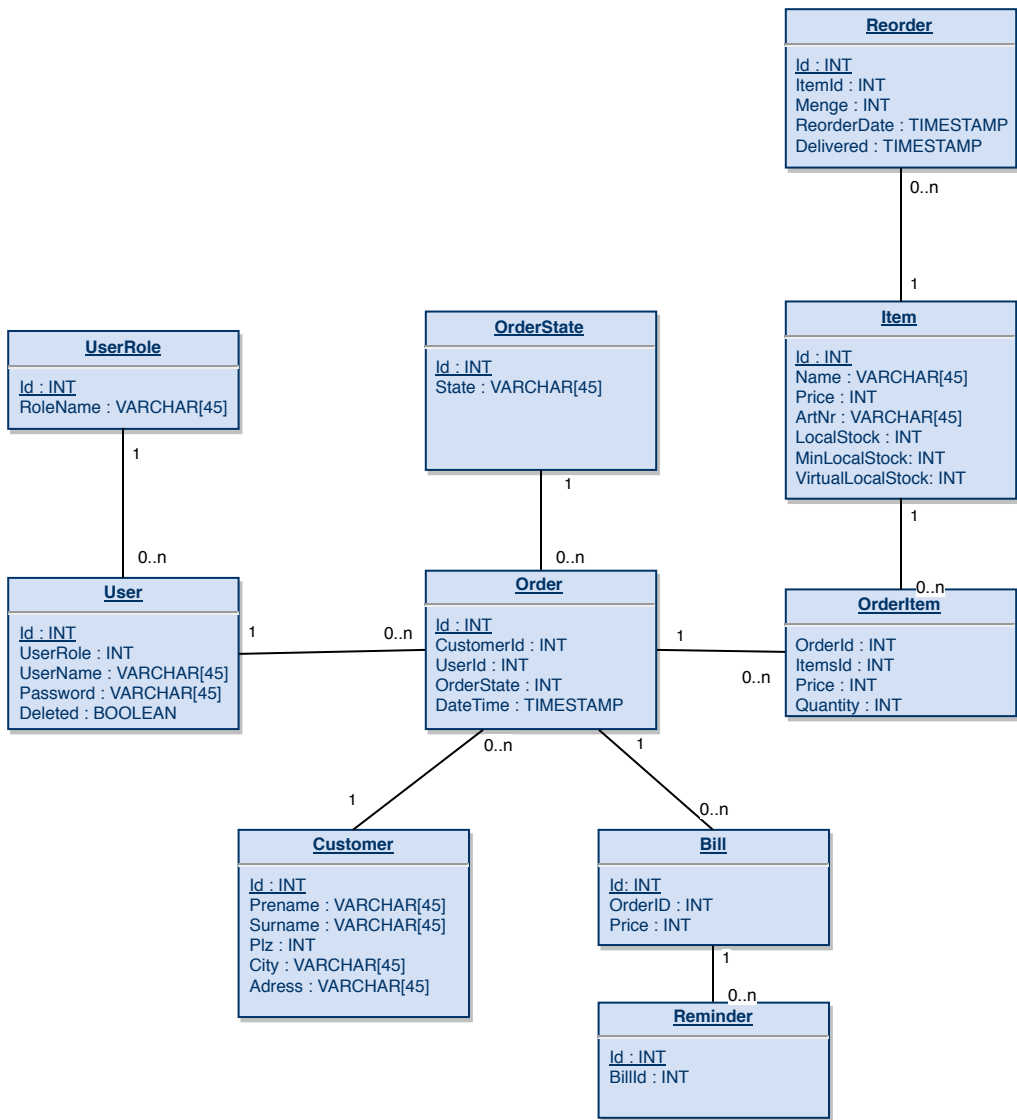 Reorder
Id : INT
ItemId : INT
Menge : INT
ReorderDate : TIMESTAMP
Delivered : TIMESTAMP
0..n
1
Item
Id : INT
Name : VARCHAR[45]
Price : INT
ArtNr : VARCHAR[45]
LocalStock : INT
MinLocalStock: INT
VirtualLocalStock: INT
1
0..n
OrderState
Id : INT
State : VARCHAR[45]
1
0..n
UserRole
Id : INT
RoleName : VARCHAR[45]
1
0..n
User
Id : INT
UserRole : INT
UserName : VARCHAR[45]
Password : VARCHAR[45]
Deleted : BOOLEAN
1
0..n
Order
Id : INT
CustomerId : INT
UserId : INT
OrderState : INT
DateTime : TIMESTAMP
1
0..n
OrderItem
OrderId : INT
ItemsId : INT
Price : INT
Quantity : INT
0..n
1
1
0..n
Customer
Id : INT
Prename : VARCHAR[45]
Surname : VARCHAR[45]
Plz : INT
City : VARCHAR[45]
Adress : VARCHAR[45]
Bill
Id: INT
OrderID : INT
Price : INT
1
0..n
Reminder
Id : INT
BillId : INT